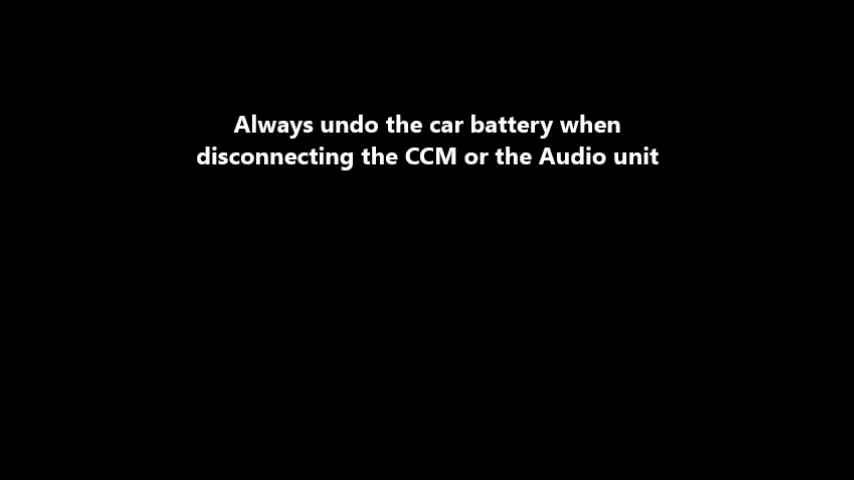 Always undo the car battery when
disconnecting the CCM or the Audio unit